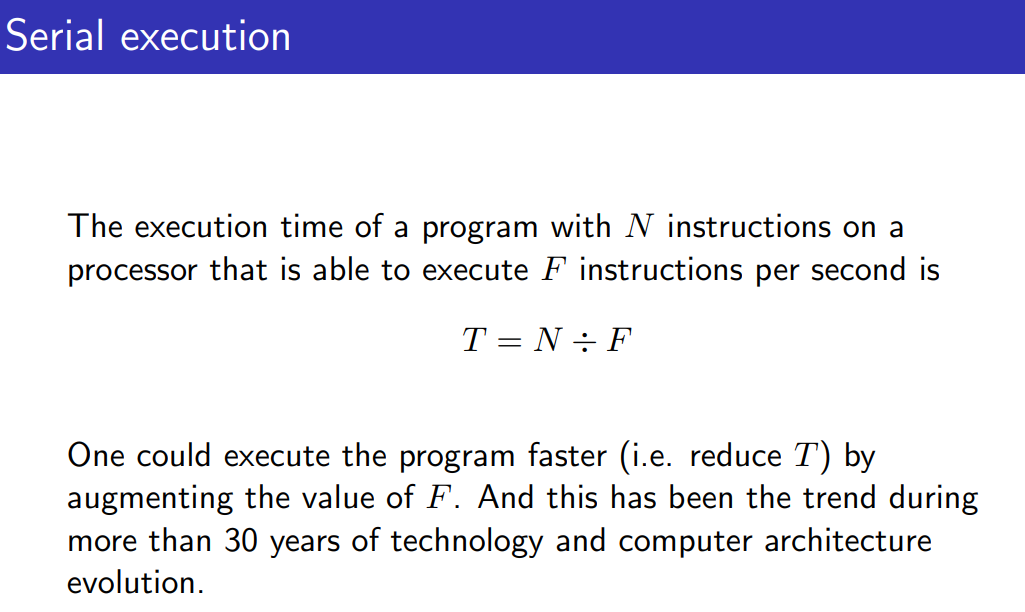 Serial execution
The execution time of a program with N instructions on a
processor that is able to execute F instructions per second is
T = N ÷ F
One could execute the program faster (i.e. reduce T) by
augmenting the value of F. And this has been the trend during
more than 30 years of technology and computer architecture
evolution.